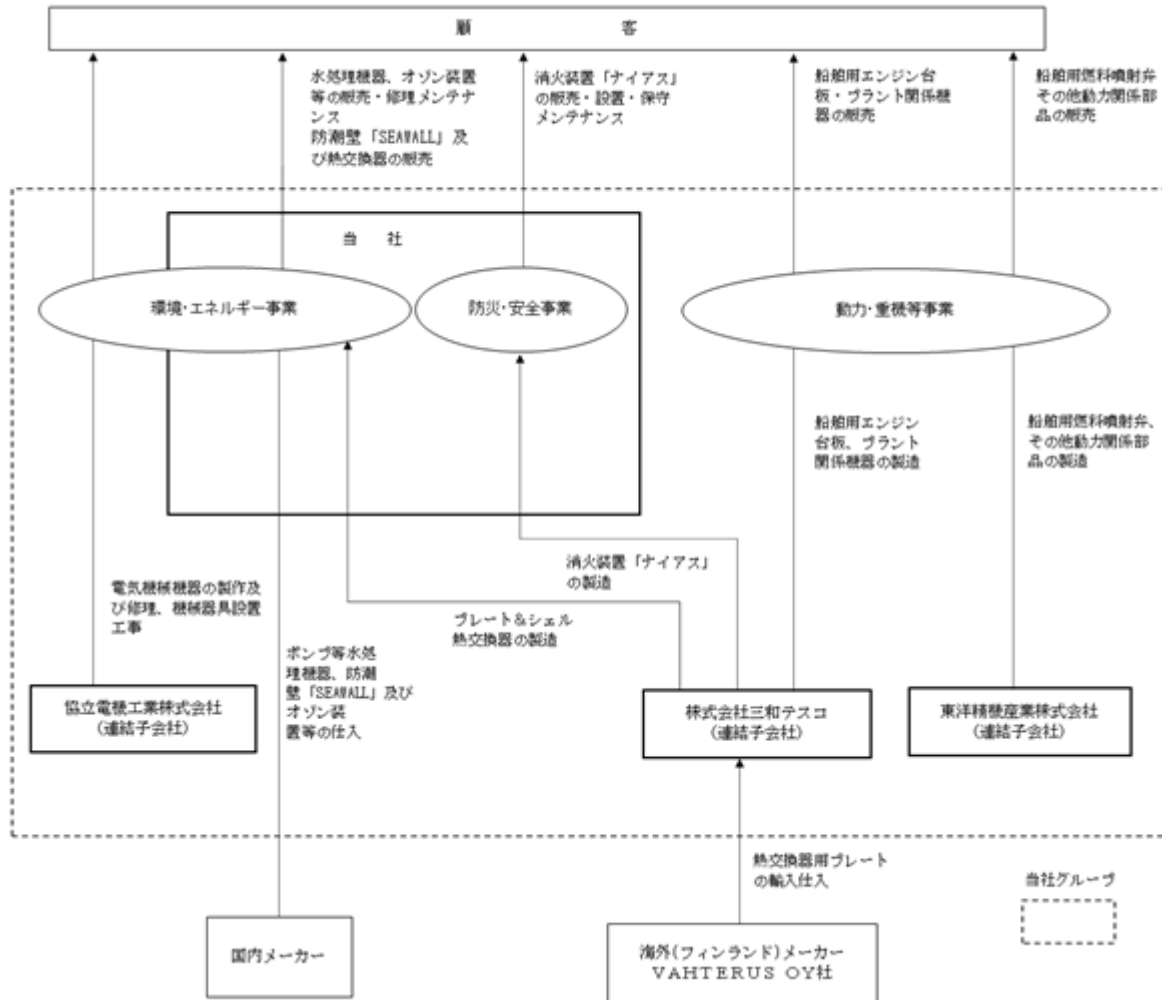 顧　客
水処理機器、オゾン装置
等の販売・修理メンテナ
ンス
防潮壁「SEAWALL」及
び熱交換器の販売
消火装置「ナイアス」
の販売・設置・保守
メンテナンス
船舶用エンジン台
板・プラント関係機
器の販売
船舶用燃料噴射弁
その他動力関係部
品の販売
当　社
環境・エネルギー事業
防災・安全事業
動力・重機等事業
船舶用エンジン
台板、プラント
関係機器の製造
船舶用燃料噴射弁、
その他動力関係部
品の製造
消火装置「ナイアス」
の製造
電気機械機器の製作及
び修理、機械器具設置
工事
プレート&シェル
熱交換器の製造
ポンプ等水処
理機器、防潮
壁「SEAWALL」及び
オゾン装
置等の仕入
協立電機工業株式会社
(連結子会社)
株式会社三和テスコ
(連結子会社)
東洋精機産業株式会社
(連結子会社)
熱交換器用プレート
の輸入仕入
当社グループ
国内メーカー
海外(フィンランド)メーカー
VAHTERUS OY社